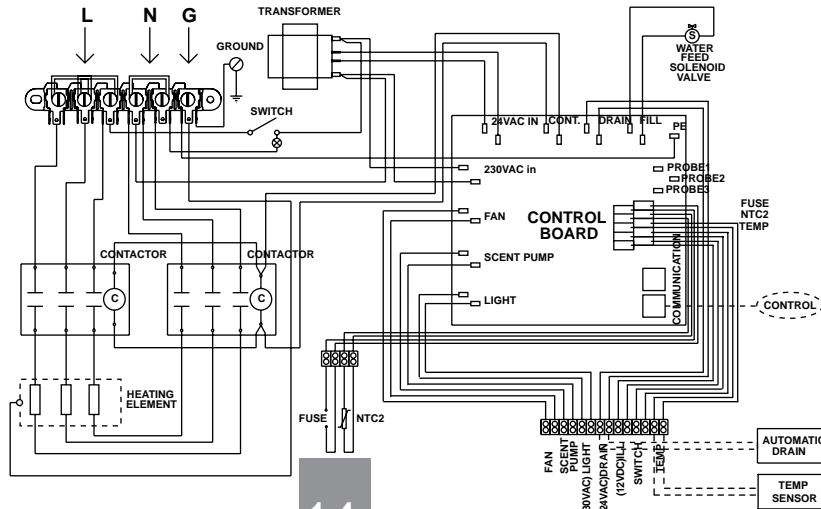 L N G
TRANSFORMER
GROUND
SWITCH
S
WATER
FEED
SOLENOID
VALVE
24VAC IN CONT. DRAIN FILL
PE
230VAC in
PROBE1
PROBE2
PROBE3
FAN
CONTROL
BOARD
FUSE
NTC2
TEMP
SCENT PUMP
LIGHT
COMMUNICATION
CONTROL
CONTACTOR
CONTACTOR
C
C
HEATING
ELEMENT
FUSE
NTC2
FAN
SCENT
PUMP
LIGHT
DRAIN
(12VDC)
SWITCH
TEMP
AUTOMATIC
DRAIN
TEMP
SENSOR